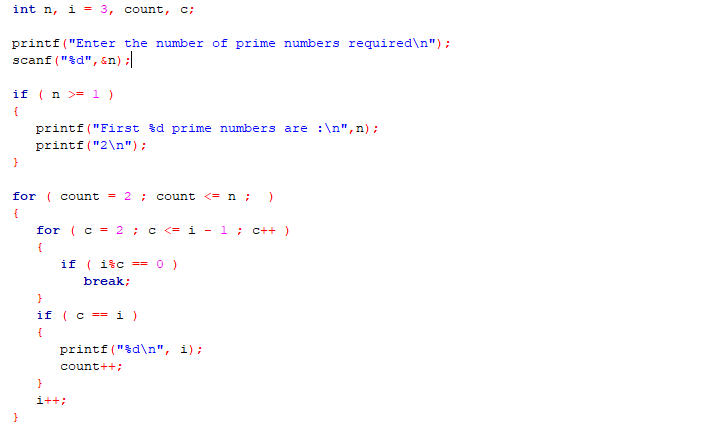 int n, i = 3, count, c;
printf("Enter the number of prime numbers required\n");
scanf("%d",&n);
if ( n >= 1 )
{
printf("First %d prime numbers are :\n",n);
printf("2\n");
}
for ( count = 2 ; count <= n ; )
{
for ( c = 2 ; c <= i - 1 ; c++ )
{
if ( i%c == 0 )
break;
}
if ( c == i )
{
printf("%d\n", i);
count++;
}
i++;
}